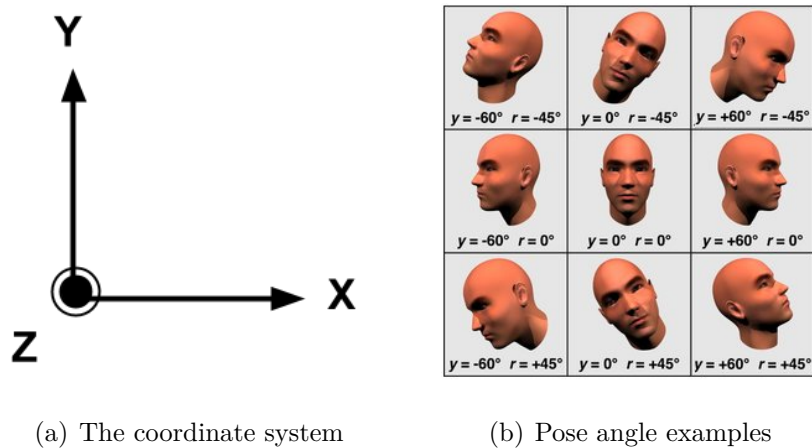 Y
X
Z
y = -60° r = -45°
y = 0° r = -45°
y = +60° r = -45°
y = -60° r = 0°
y = 0° r = 0°
y = +60° r = 0°
y = -60° r = +45°
y = 0° r = +45°
y = +60° r = +45°
(a) The coordinate system
(b) Pose angle examples